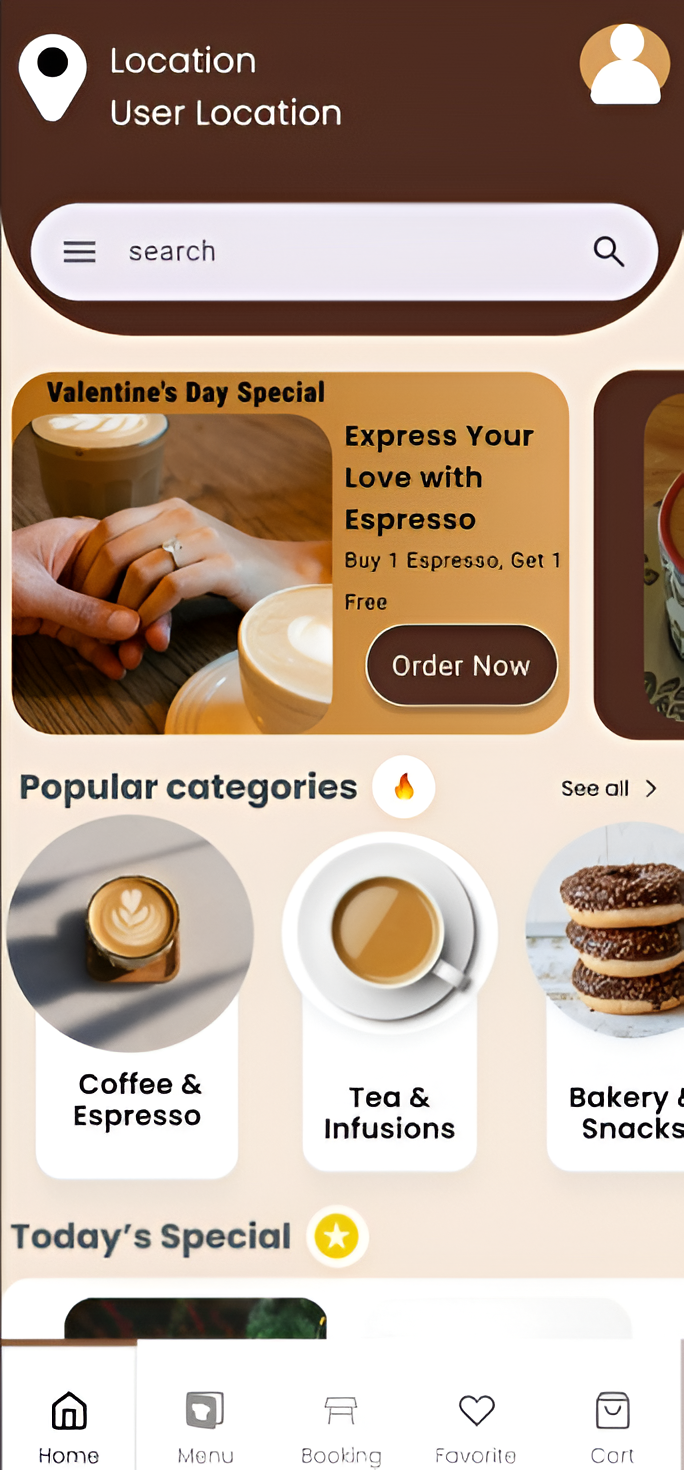 Location
User Location
search
Valentine's Day Special
Express Your
Love with
Espresso
Buy 1 Espresso, Get 1
Free
Order Now
Popular categories
See all
Coffee &
Espresso
Tea &
Infusions
Bakery &
Snacks
Today’s Special
Home
Menu
Booking
Favorite
Cart